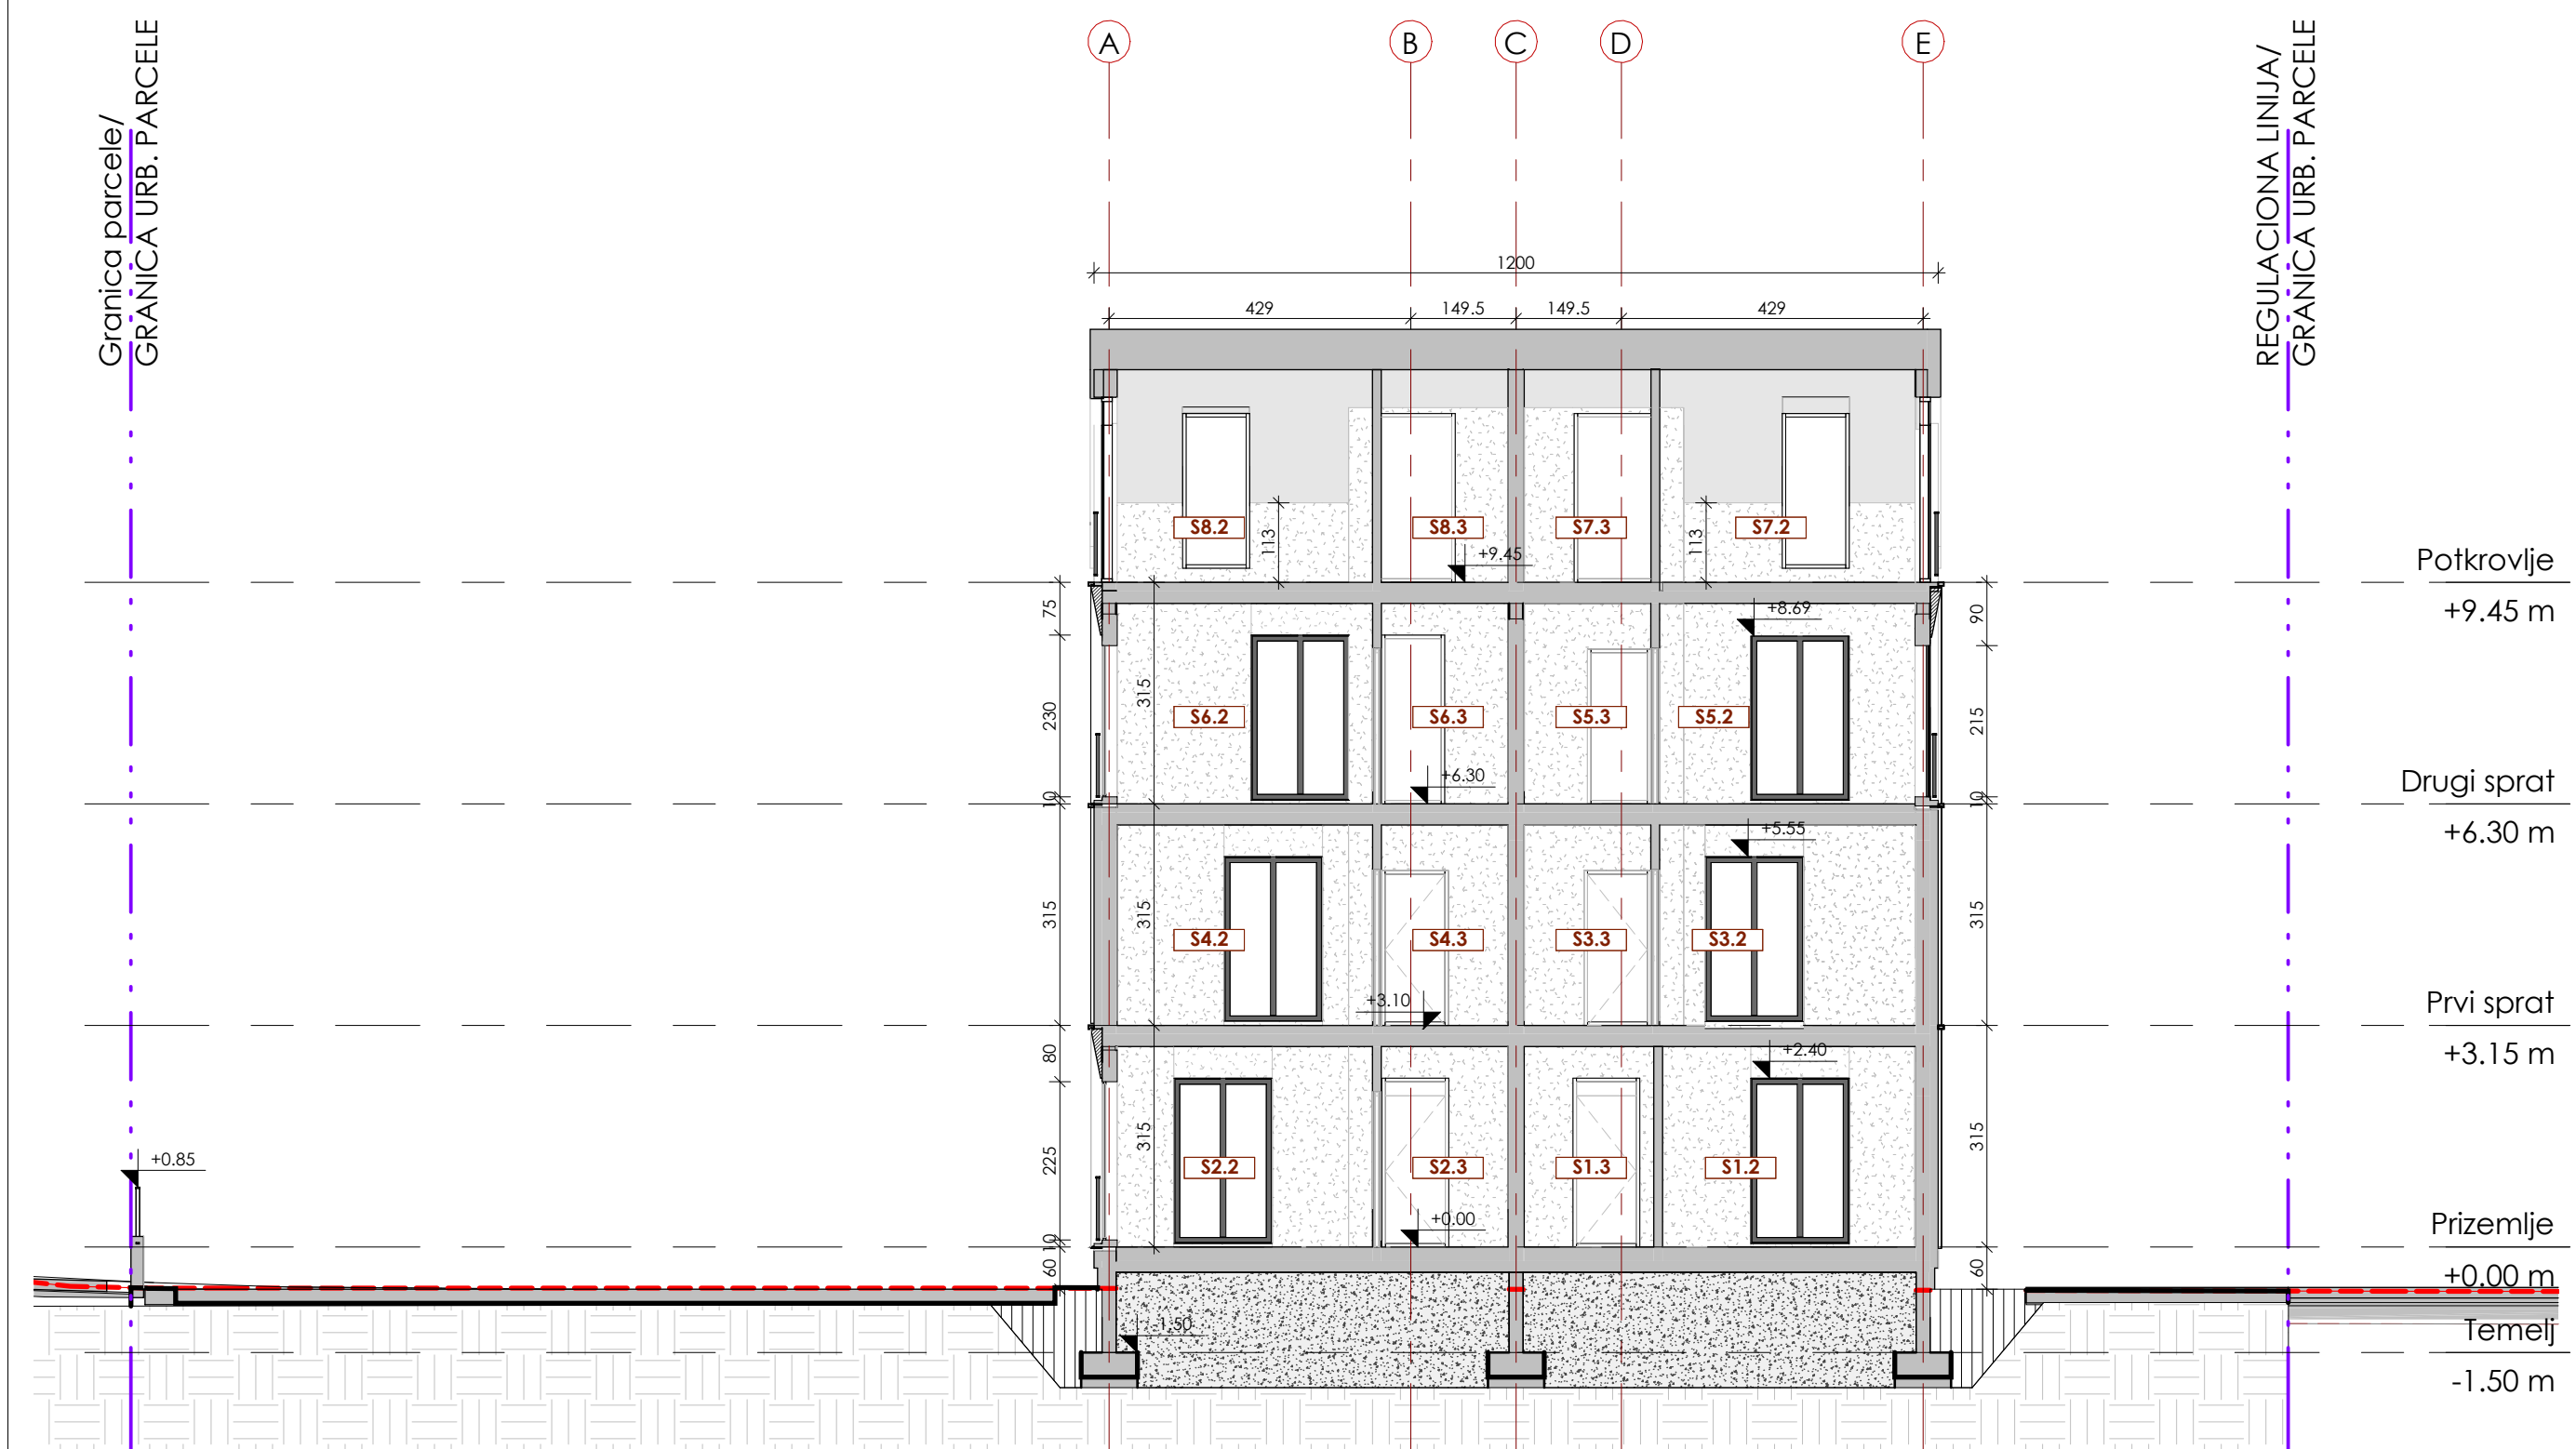 Granica parcele/
GRANICA URB. PARCELE
A
B
C
D
E
REGULACIONA LINIJA/
GRANICA URB. PARCELE
1200
429
149.5
149.5
429
S8.2
113
S8.3
+9.45
S7.3
113
S7.2
Potkrovlje
+9.45 m
75
315
+8.69
90
230
S6.2
S6.3
S5.3
S5.2
215
+6.30
10
10
Drugi sprat
+6.30 m
+5.55
315
315
S4.2
S4.3
S3.3
S3.2
315
+3.10
Prvi sprat
+3.15 m
80
+2.40
225
315
S2.2
S2.3
S1.3
S1.2
315
+0.85
+0.00
10
60
60
Prizemlje
+0.00 m
-1.50
Temelj
-1.50 m